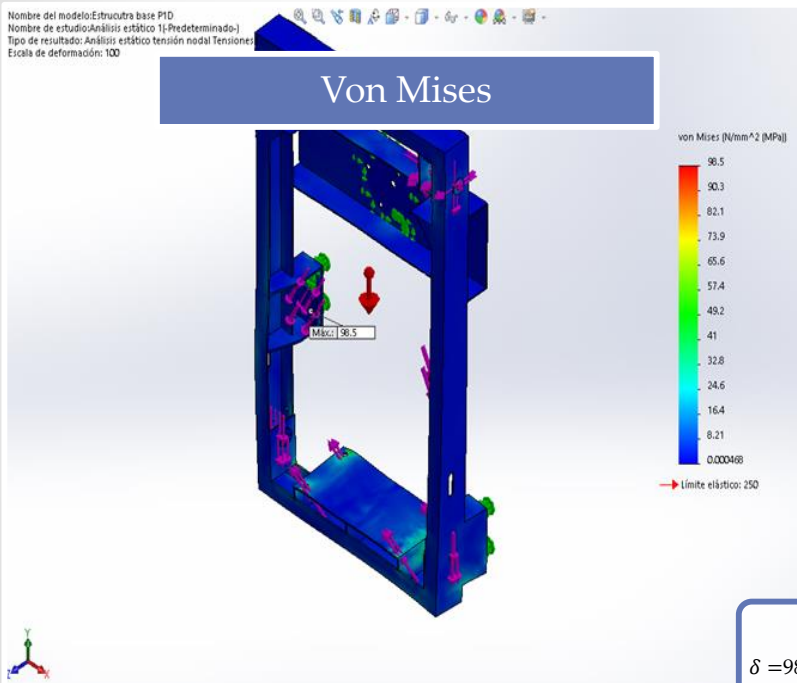 Nombre del modelo:Estrucutra base P1D
Nombre de estudio:Análisis estático 1(-Predeterminado-)
Tipo de resultado: Análisis estático tensión nodal Tensiones
Escala de deformación: 100
Von Mises
von Mises (N/mm^2 (MPa))
98.5
90.3
82.1
73.9
65.6
57.4
49.2
41
32.8
24.6
16.4
8.21
0.000468
Límite elástico: 250
Máx.: 98.5
Y
Z
X
δ =98